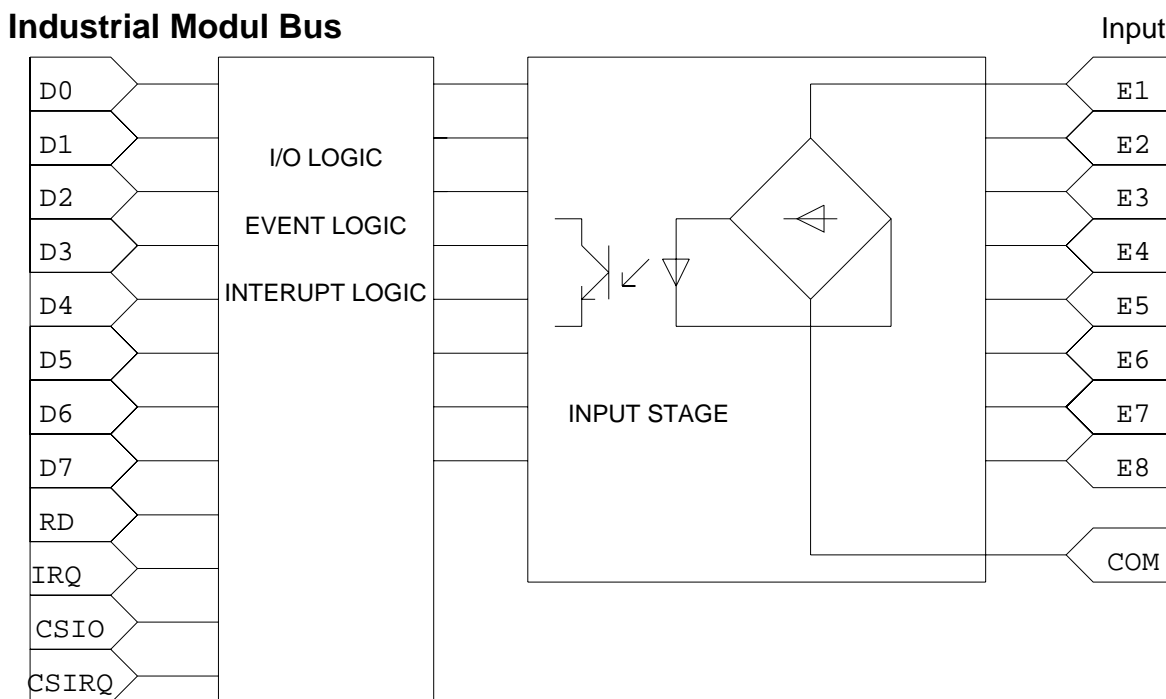 Industrial Modul Bus
Input
D0
D1
D2
D3
D4
D5
D6
D7
RD
IRQ
CSIO
CSIRQ
I/O LOGIC
EVENT LOGIC
INTERUPT LOGIC
INPUT STAGE
E1
E2
E3
E4
E5
E6
E7
E8
COM